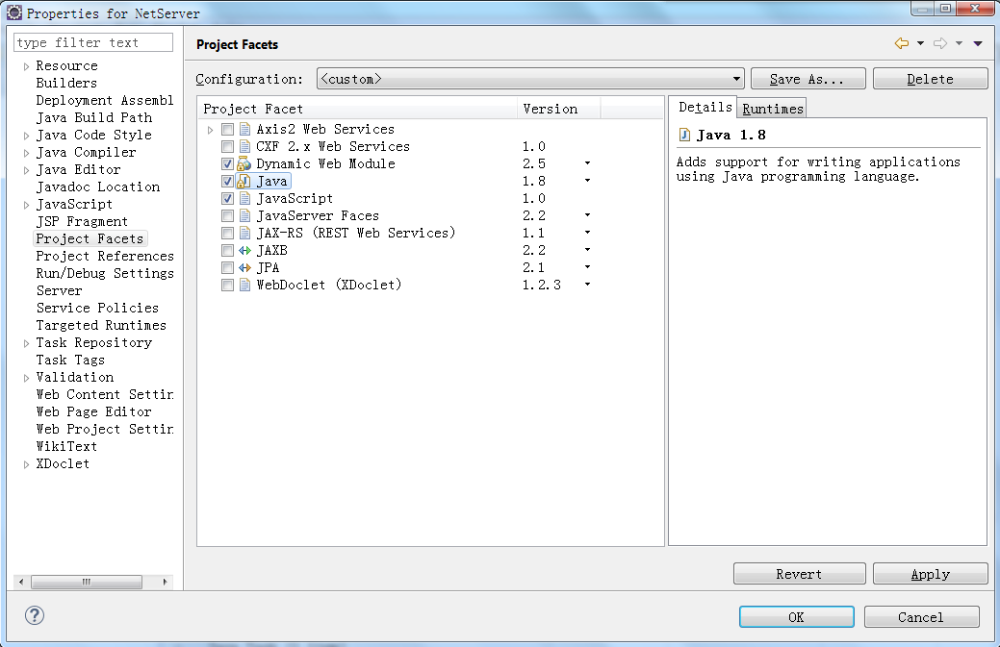 Properties for NetServer
type filter text
Resource
Builders
Deployment Assembl
Java Build Path
Java Code Style
Java Compiler
Java Editor
Javadoc Location
JavaScript
JSP Fragment
Project Facets
Project References
Run/Debug Settings
Server
Service Policies
Targeted Runtimes
Task Repository
Task Tags
Validation
Web Content Settin
Web Page Editor
Web Project Settin
WikiText
XDoclet
Project Facets
Configuration: <custom> Save As... Delete
Project Facet Version
Axis2 Web Services
CXF 2.x Web Services 1.0
Dynamic Web Module 2.5
Java 1.8
JavaScript 1.0
JavaServer Faces 2.2
JAX-RS (REST Web Services) 1.1
JAXB 2.2
JPA 2.1
WebDoclet (XDoclet) 1.2.3
Details Runtimes
Java 1.8
Adds support for writing applications
using Java programming language.
Revert Apply
OK Cancel